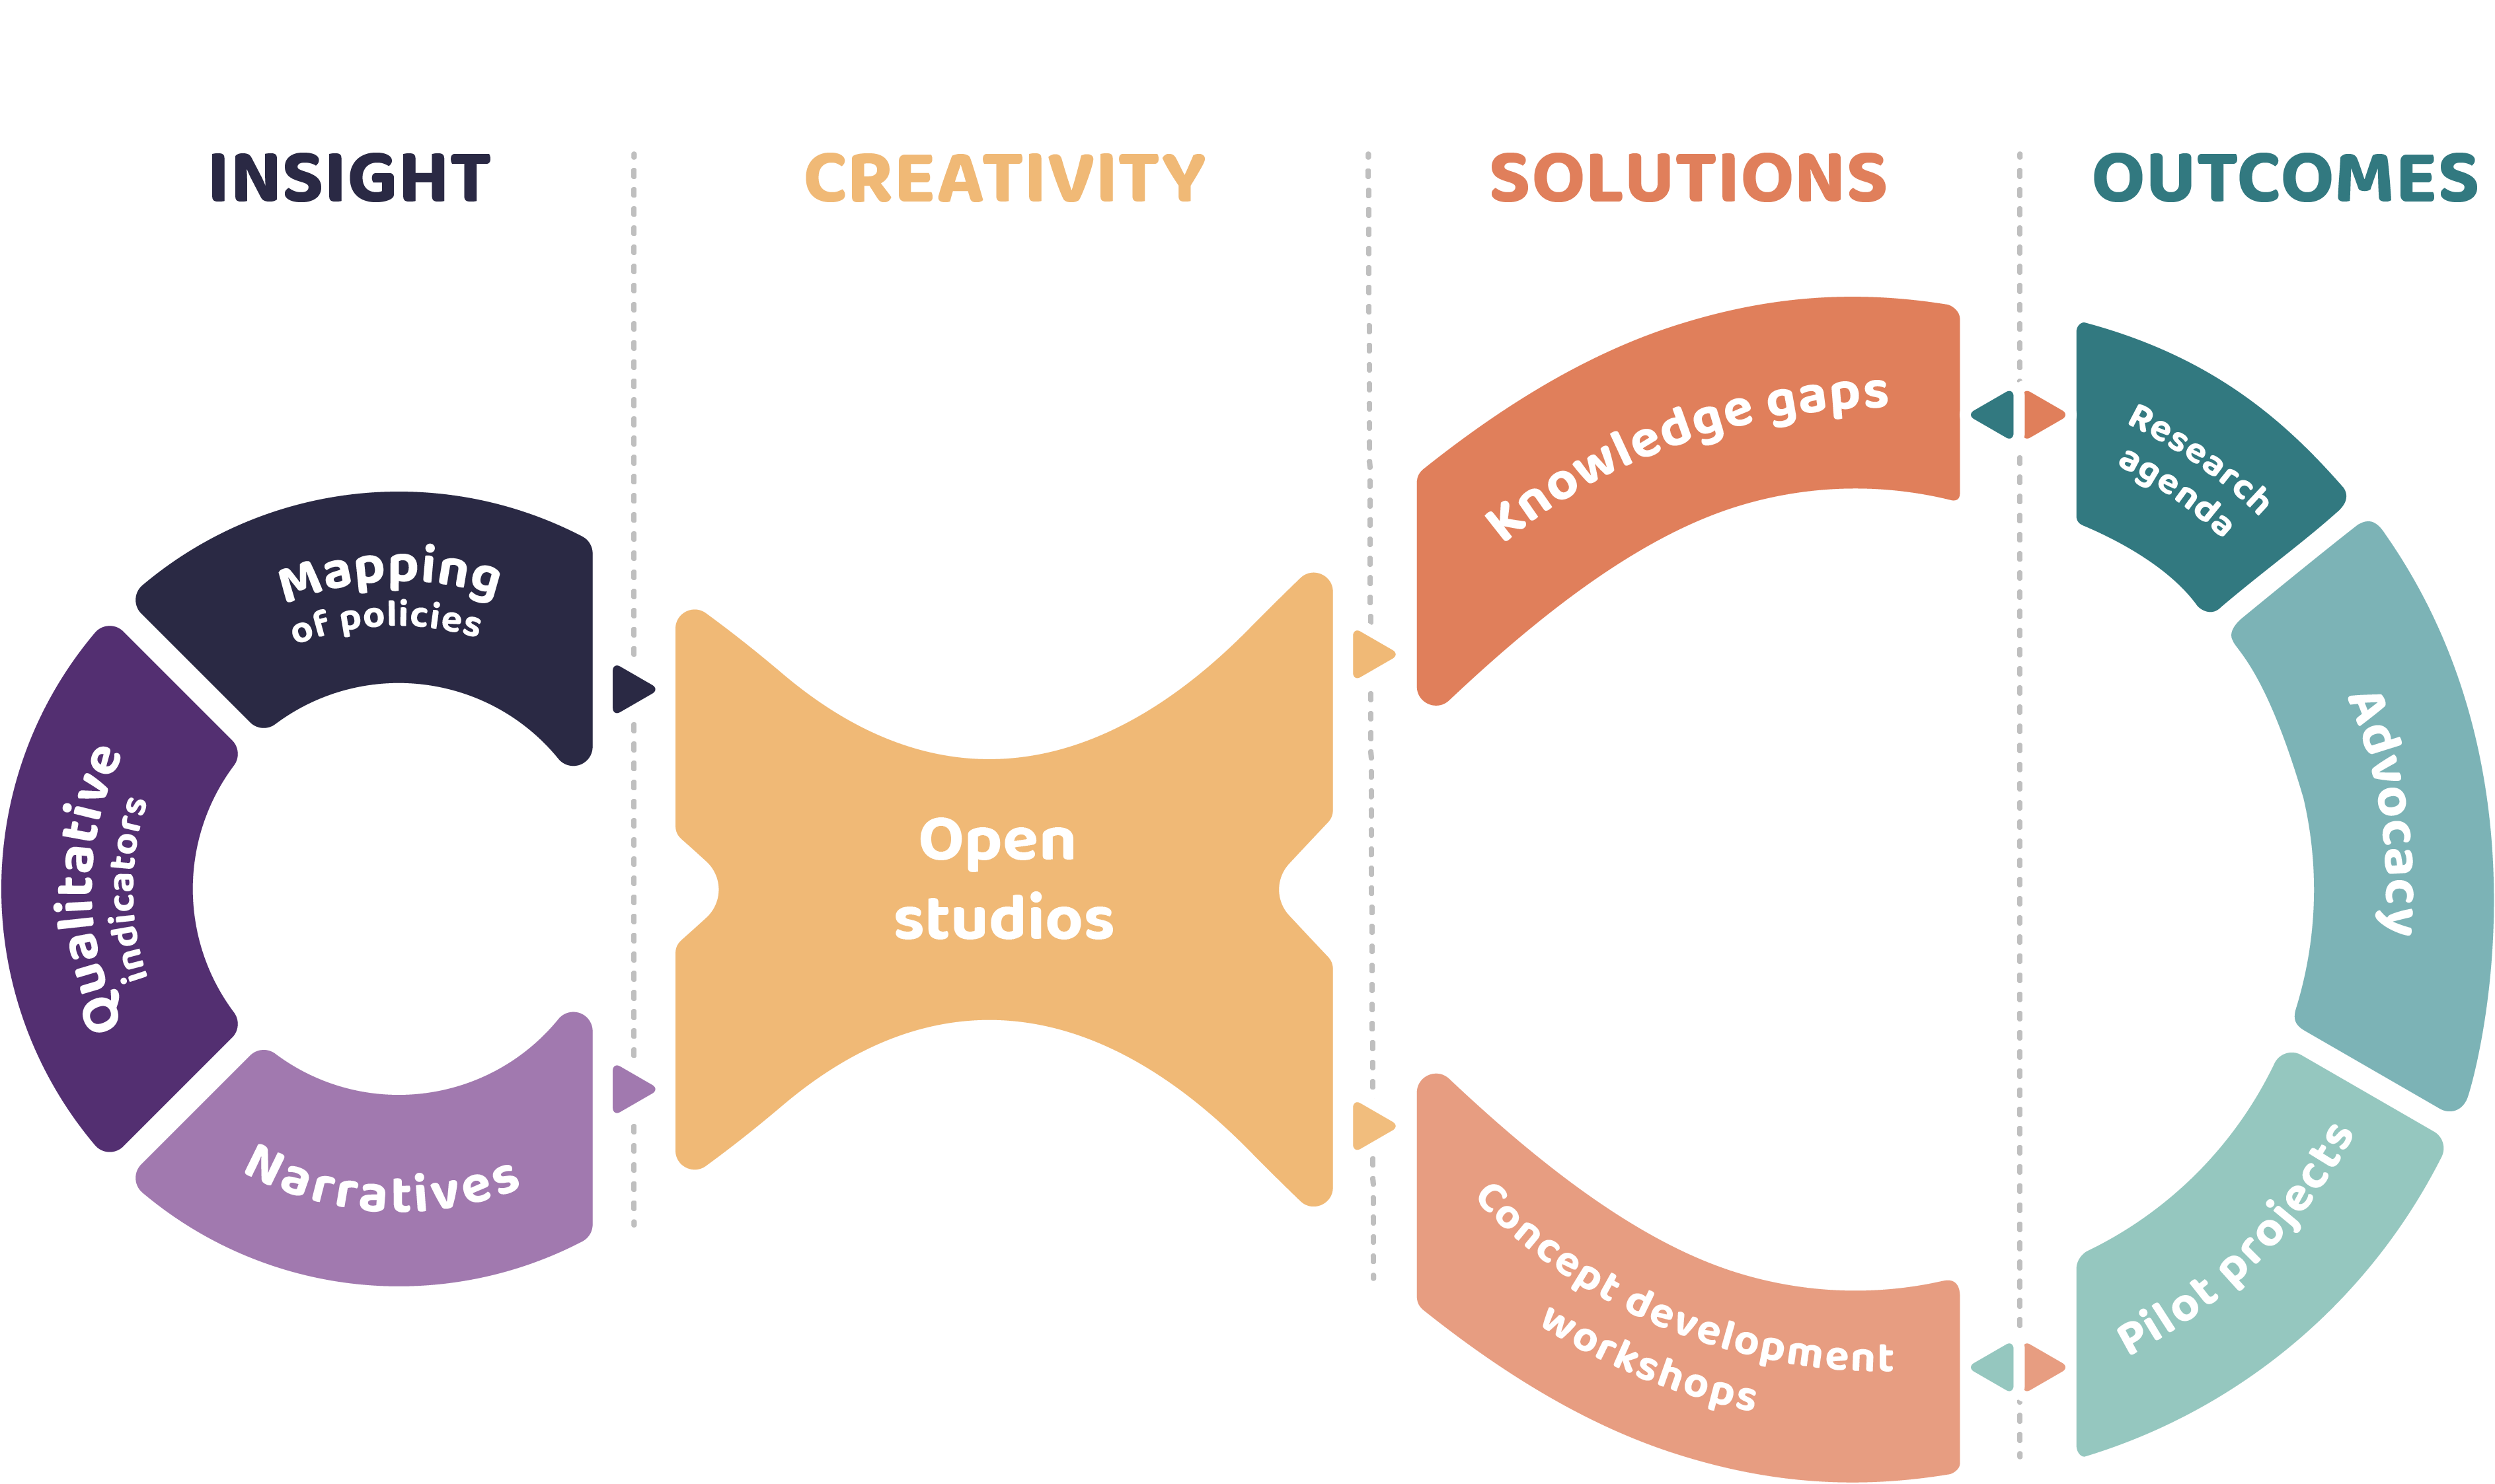 INSIGHT
CREATIVITY
SOLUTIONS
OUTCOMES
Mapping
of policies
Qualitative
indicators
Narratives
Open
studios
Knowledge gaps
Concept development
workshops
Research
agenda
Advocacy
Pilot projects